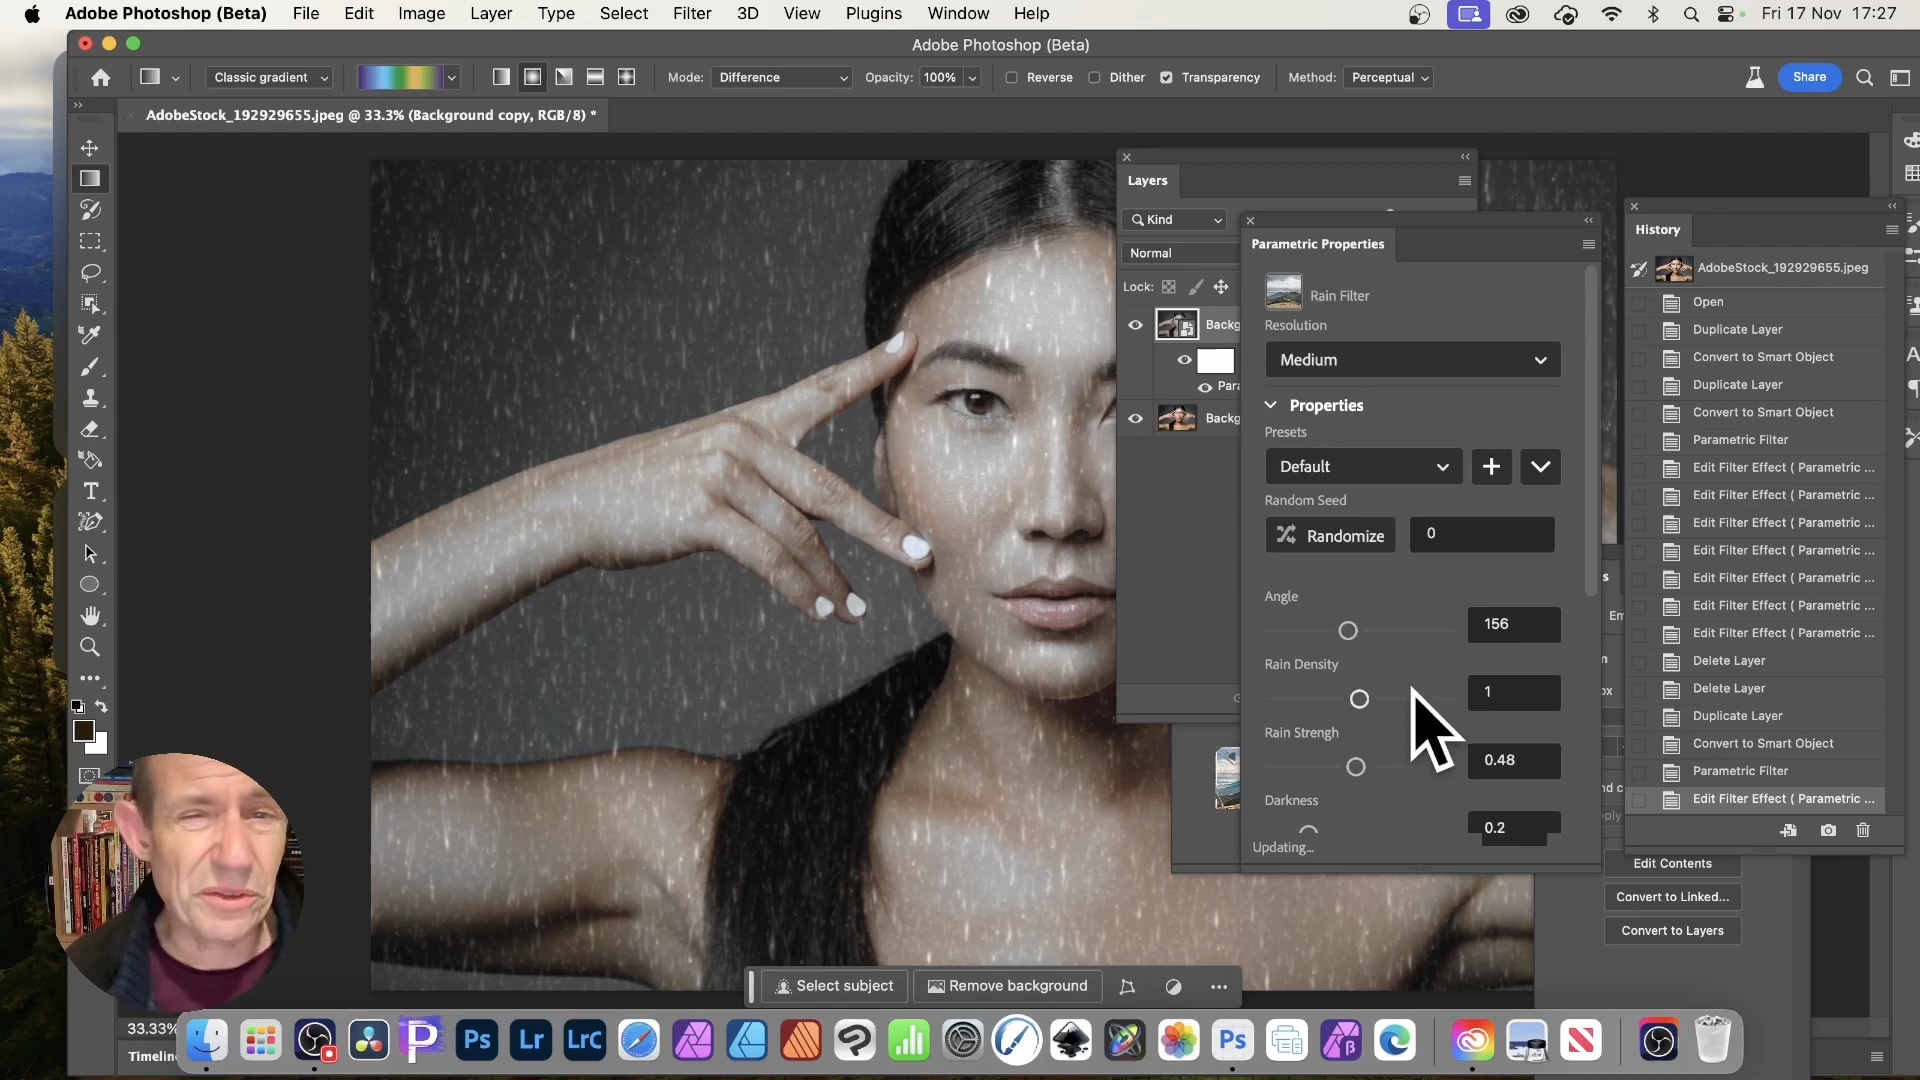 Adobe Photoshop (Beta) File Edit Image Layer Type Select Filter 3D View Plugins Window Help Fri 17 Nov 17:27
Adobe Photoshop (Beta)
Classic gradient Mode: Difference Opacity: 100% Reverse Dither Transparency Method: Perceptual Share
AdobeStock_192929655.jpeg @ 33.3% (Background copy, RGB/8) *
Layers
Kind
Normal
Lock:
Backg
Para
Backg
Parametric Properties
Rain Filter
Resolution
Medium
Properties
Presets
Default
Random Seed
Randomize 0
Angle
156
Rain Density
1
Rain Strengh
0.48
Darkness
0.2
Updating...
History
AdobeStock_192929655.jpeg
Open
Duplicate Layer
Convert to Smart Object
Duplicate Layer
Convert to Smart Object
Parametric Filter
Edit Filter Effect ( Parametric ...
Edit Filter Effect ( Parametric ...
Edit Filter Effect ( Parametric ...
Edit Filter Effect ( Parametric ...
Edit Filter Effect ( Parametric ...
Edit Filter Effect ( Parametric ...
Edit Filter Effect ( Parametric ...
Delete Layer
Delete Layer
Duplicate Layer
Convert to Smart Object
Parametric Filter
Edit Filter Effect ( Parametric ...
Edit Contents
Convert to Linked...
Convert to Layers
Select subject Remove background
33.33%
Timelin
Ps Lr LrC Ps